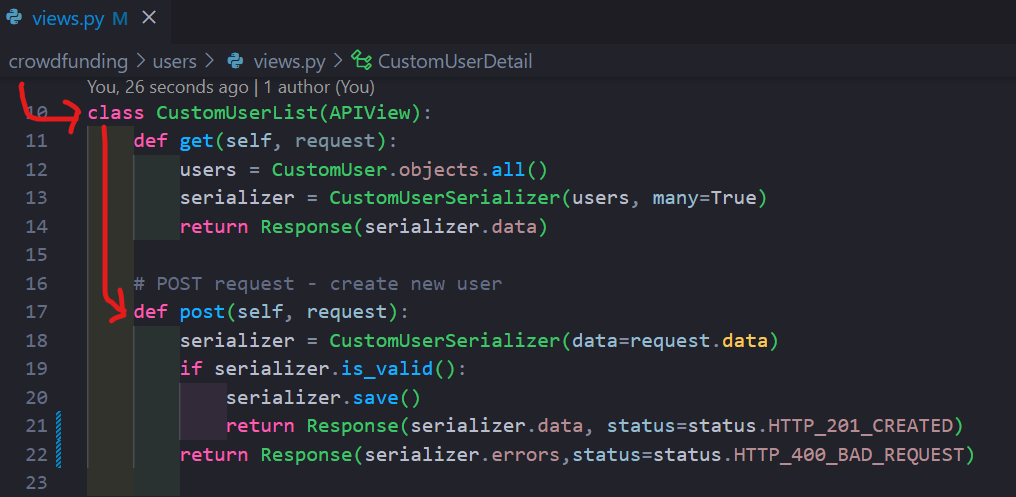 views.py M
crowdfunding > users > views.py > CustomUserDetail
You, 26 seconds ago | 1 author (You)
10 class CustomUserList(APIView):
11     def get(self, request):
12         users = CustomUser.objects.all()
13         serializer = CustomUserSerializer(users, many=True)
14         return Response(serializer.data)
15
16     # POST request - create new user
17     def post(self, request):
18         serializer = CustomUserSerializer(data=request.data)
19         if serializer.is_valid():
20             serializer.save()
21             return Response(serializer.data, status=status.HTTP_201_CREATED)
22         return Response(serializer.errors,status=status.HTTP_400_BAD_REQUEST)
23